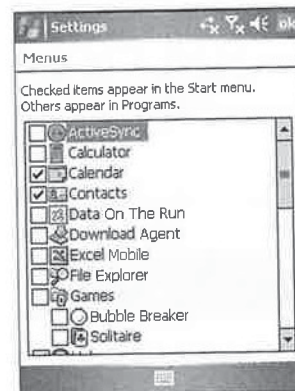 Settings
ok
Menus
Checked items appear in the Start menu.
Others appear in Programs.
ActiveSync
Calculator
Calendar
Contacts
Data On The Run
Download Agent
Excel Mobile
File Explorer
Games
Bubble Breaker
Solitaire